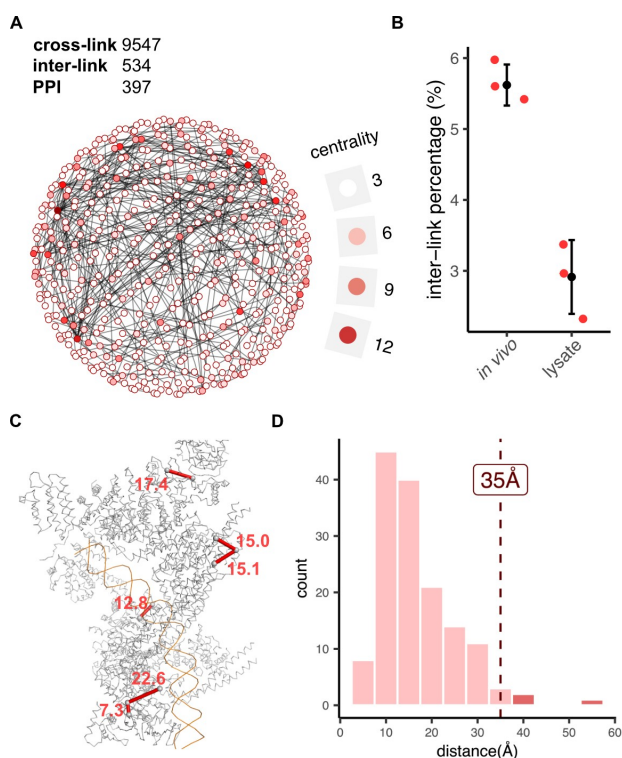 A
cross-link 9547
inter-link 534
PPI 397
centrality
3
6
9
12
B
inter−link percentage (%)
6
5
4
3
in vivo
lysate
C
17.4
15.0
15.1
12.8
22.6
7.3
D
35Å
count
40
30
20
10
0
0 10 20 30 40 50 60
distance(Å)